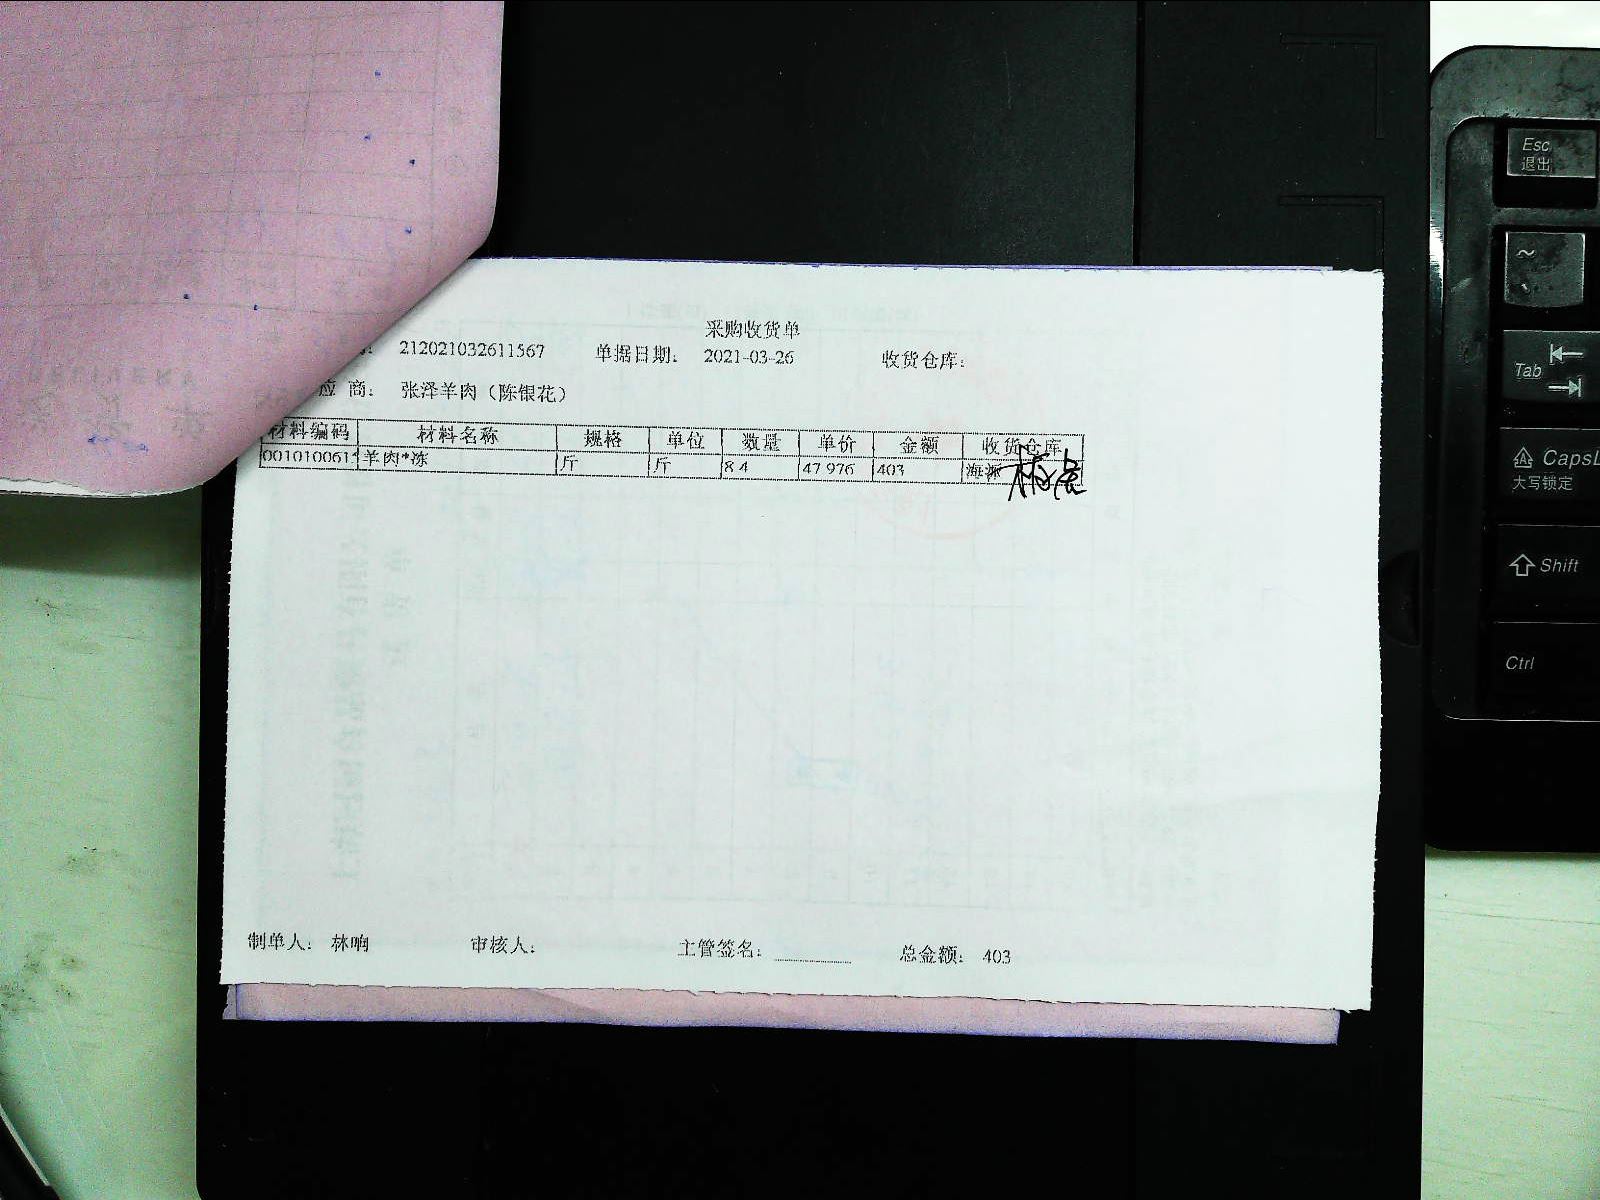 采购收货单
212021032611567 单据日期: 2021-03-26 收货仓库:
应 商: 张泽羊肉（陈银花）
材料编码 材料名称 规格 单位 数量 单价 金额 收货仓库
001010061 羊肉*冻 斤 斤 8.4 47.976 403 海派
制单人: 林响 审核人: 主管签名: 总金额: 403
Esc
退出
~
Tab
CapsL
大写锁定
Shift
Ctrl